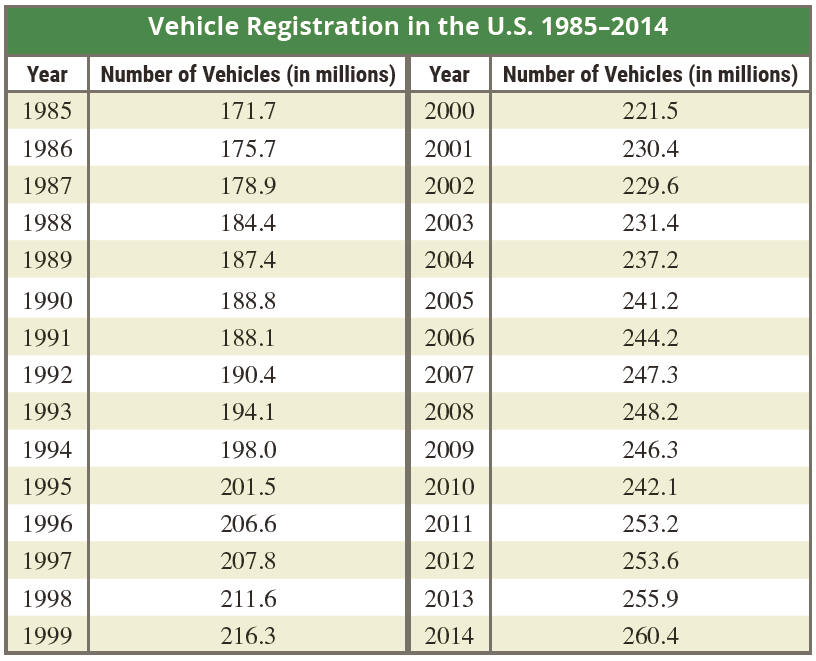 Vehicle Registration in the U.S. 1985–2014
Year Number of Vehicles (in millions) Year Number of Vehicles (in millions)
1985 171.7 2000 221.5
1986 175.7 2001 230.4
1987 178.9 2002 229.6
1988 184.4 2003 231.4
1989 187.4 2004 237.2
1990 188.8 2005 241.2
1991 188.1 2006 244.2
1992 190.4 2007 247.3
1993 194.1 2008 248.2
1994 198.0 2009 246.3
1995 201.5 2010 242.1
1996 206.6 2011 253.2
1997 207.8 2012 253.6
1998 211.6 2013 255.9
1999 216.3 2014 260.4